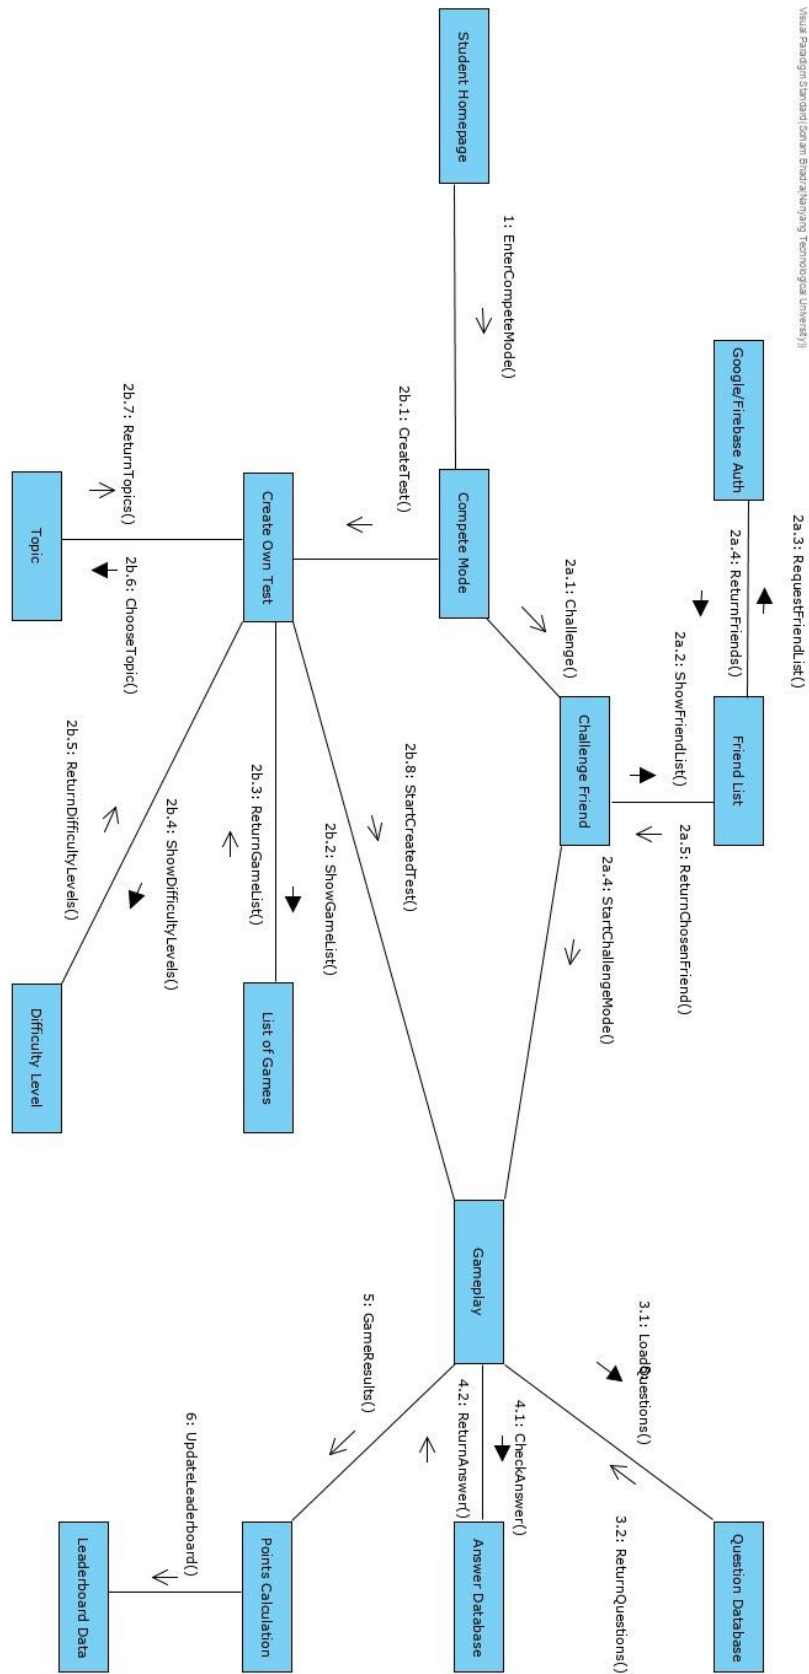 Visual Paradigm Standard(Soham Bhadra(Nanyang Technological University))
Student Homepage
1: EnterCompeteMode()
Google/Firebase Auth
2a.3: RequestFriendList()
2a.4: ReturnFriends()
Friend List
2a.2: ShowFriendList()
2a.5: ReturnChosenFriend()
2a.1: Challenge()
Challenge Friend
2a.4: StartChallengeMode()
Compete Mode
2b.1: CreateTest()
Create Own Test
2b.7: ReturnTopics()
2b.6: ChooseTopic()
Topic
2b.8: StartCreatedTest()
2b.2: ShowGameList()
2b.3: ReturnGameList()
List of Games
2b.4: ShowDifficultyLevels()
2b.5: ReturnDifficultyLevels()
Difficulty Level
Gameplay
3.1: LoadQuestions()
3.2: ReturnQuestions()
Question Database
4.1: CheckAnswer()
4.2: ReturnAnswer()
Answer Database
5: GameResults()
Points Calculation
6: UpdateLeaderboard()
Leaderboard Data